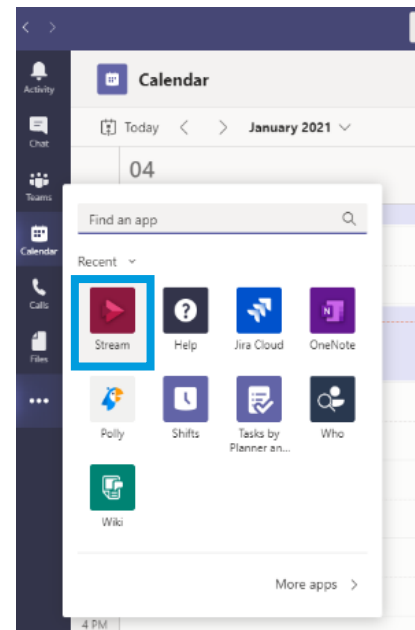 Activity
Chat
Teams
Calendar
Calls
Files
Calendar
Today January 2021
04
Find an app
Recent
Stream Help Jira Cloud OneNote
Polly Shifts Tasks by Planner an... Who
Wiki
More apps
4 PM